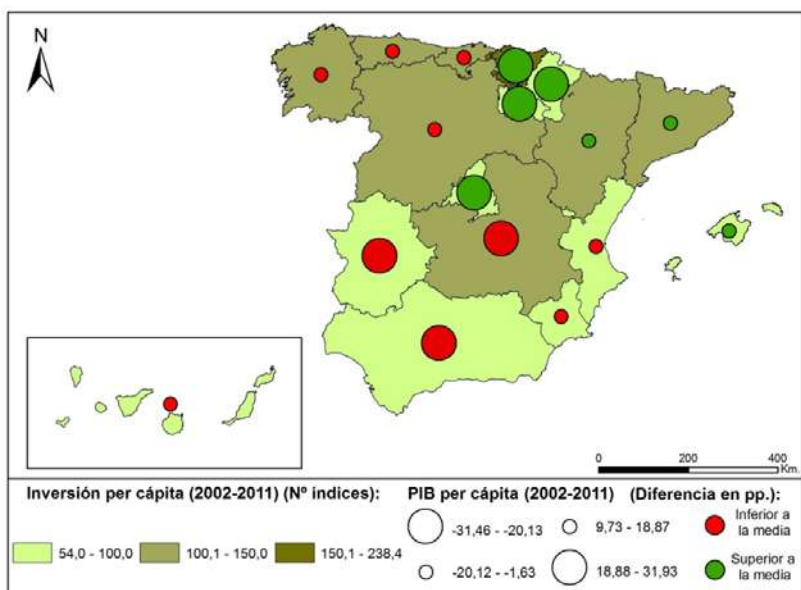 N
0 200 400
Km.
Inversión per cápita (2002-2011) (Nº indices):
54,0 - 100,0
100,1 - 150,0
150,1 - 238,4
PIB per cápita (2002-2011) (Diferencia en pp.):
-31,46 - -20,13
9,73 - 18,87
Inferior a
la media
-20,12 - -1,63
18,88 - 31,93
Superior a
la media